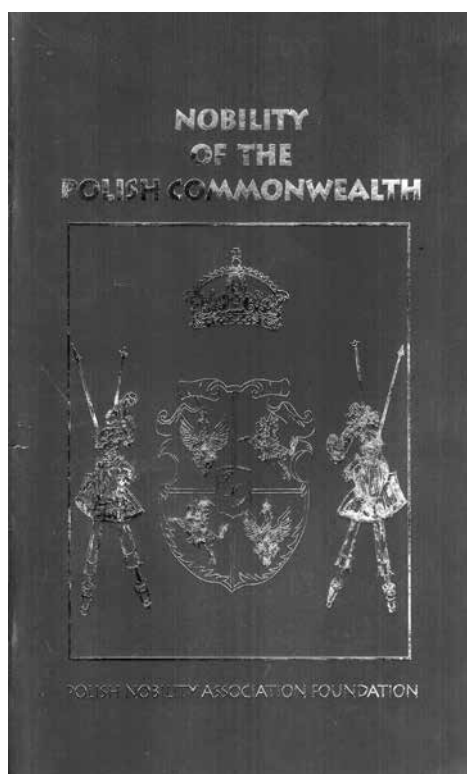 NOBILITY
OF THE
POLISH COMMONWEALTH
POLISH NOBILITY ASSOCIATION FOUNDATION